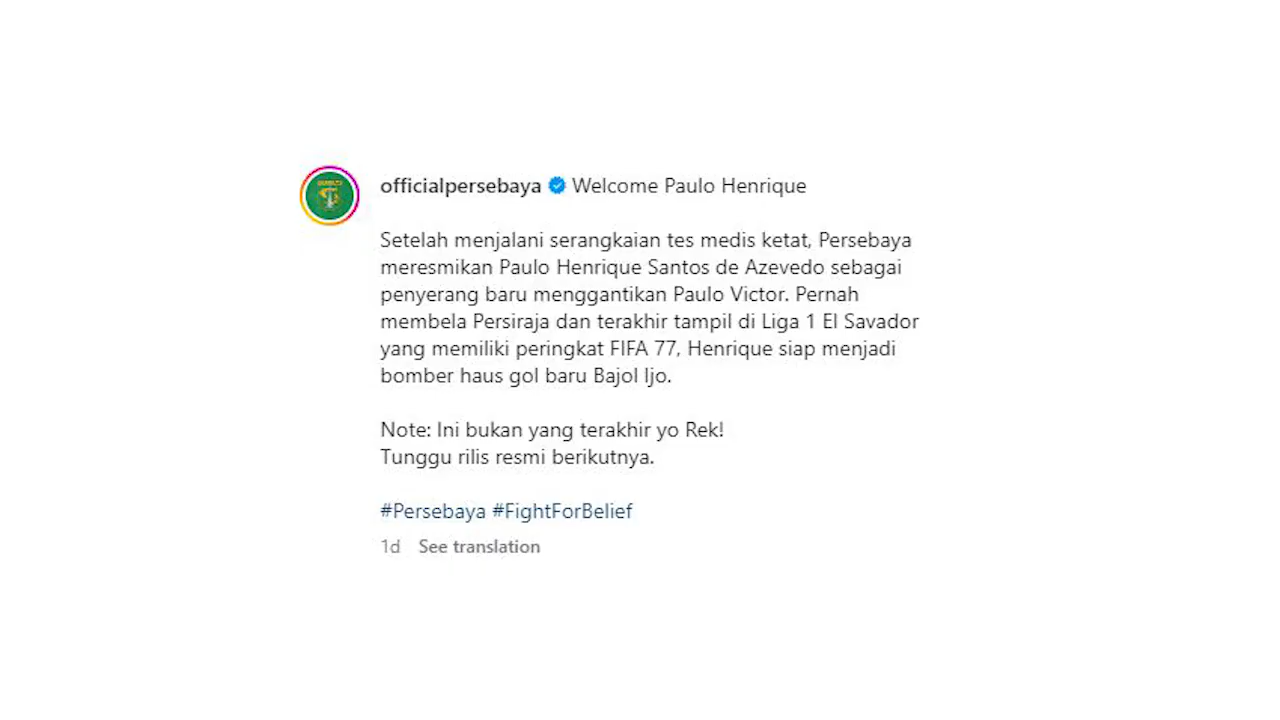 officialpersebaya Welcome Paulo Henrique
Setelah menjalani serangkaian tes medis ketat, Persebaya
meresmikan Paulo Henrique Santos de Azevedo sebagai
penyerang baru menggantikan Paulo Victor. Pernah
membela Persiraja dan terakhir tampil di Liga 1 El Savador
yang memiliki peringkat FIFA 77, Henrique siap menjadi
bomber haus gol baru Bajol Ijo.
Note: Ini bukan yang terakhir yo Rek!
Tunggu rilis resmi berikutnya.
#Persebaya #FightForBelief
1d See translation